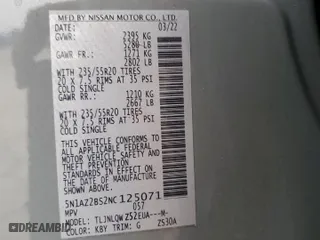 MFD BY NISSAN MOTOR CO., LTD.
DATE: 03/22
GVWR: 2395 KG
5280 LB
GAWR FR: 1271 KG
2802 LB
WITH 235/55R20 TIRES
20 X 7.5 RIMS AT 35 PSI
COLD SINGLE
GAWR RR: 1210 KG
2667 LB
WITH 235/55R20 TIRES
20 X 7.5 RIMS AT 35 PSI
COLD SINGLE
THIS VEHICLE CONFORMS TO ALL
APPLICABLE FEDERAL MOTOR
VEHICLE SAFETY AND THEFT
PREVENTION STANDARDS IN
EFFECT ON THE DATE OF
MANUFACTURE SHOWN ABOVE.
5N1AZ2BS2NC125071
MPV 057
MODEL: TLJNLQWZ52EUA---M-
COLOR: KBY TRIM: G Z530A